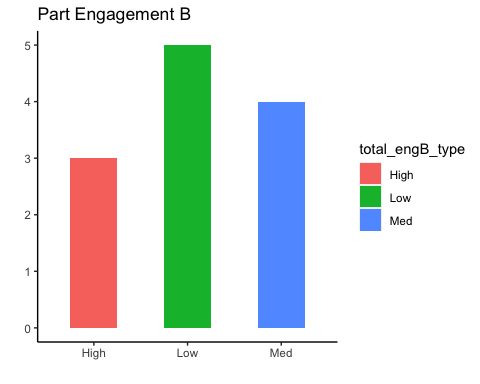 Part Engagement B
5
4
3
2
1
0
High
Low
Med
total_engB_type
High
Low
Med